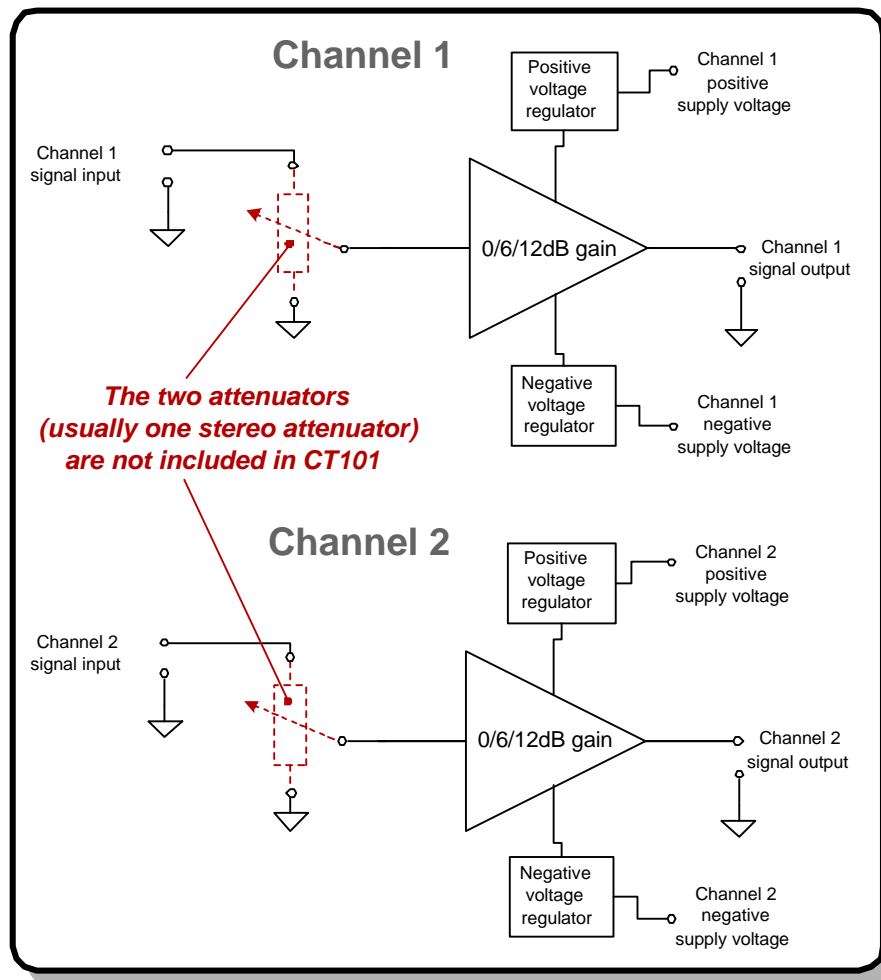 Channel 1
Positive
voltage
regulator
Channel 1
positive
supply voltage
Channel 1
signal input
0/6/12dB gain
Channel 1
signal output
Negative
voltage
regulator
Channel 1
negative
supply voltage
The two attenuators
(usually one stereo attenuator)
are not included in CT101
Channel 2
Positive
voltage
regulator
Channel 2
positive
supply voltage
Channel 2
signal input
0/6/12dB gain
Channel 2
signal output
Negative
voltage
regulator
Channel 2
negative
supply voltage